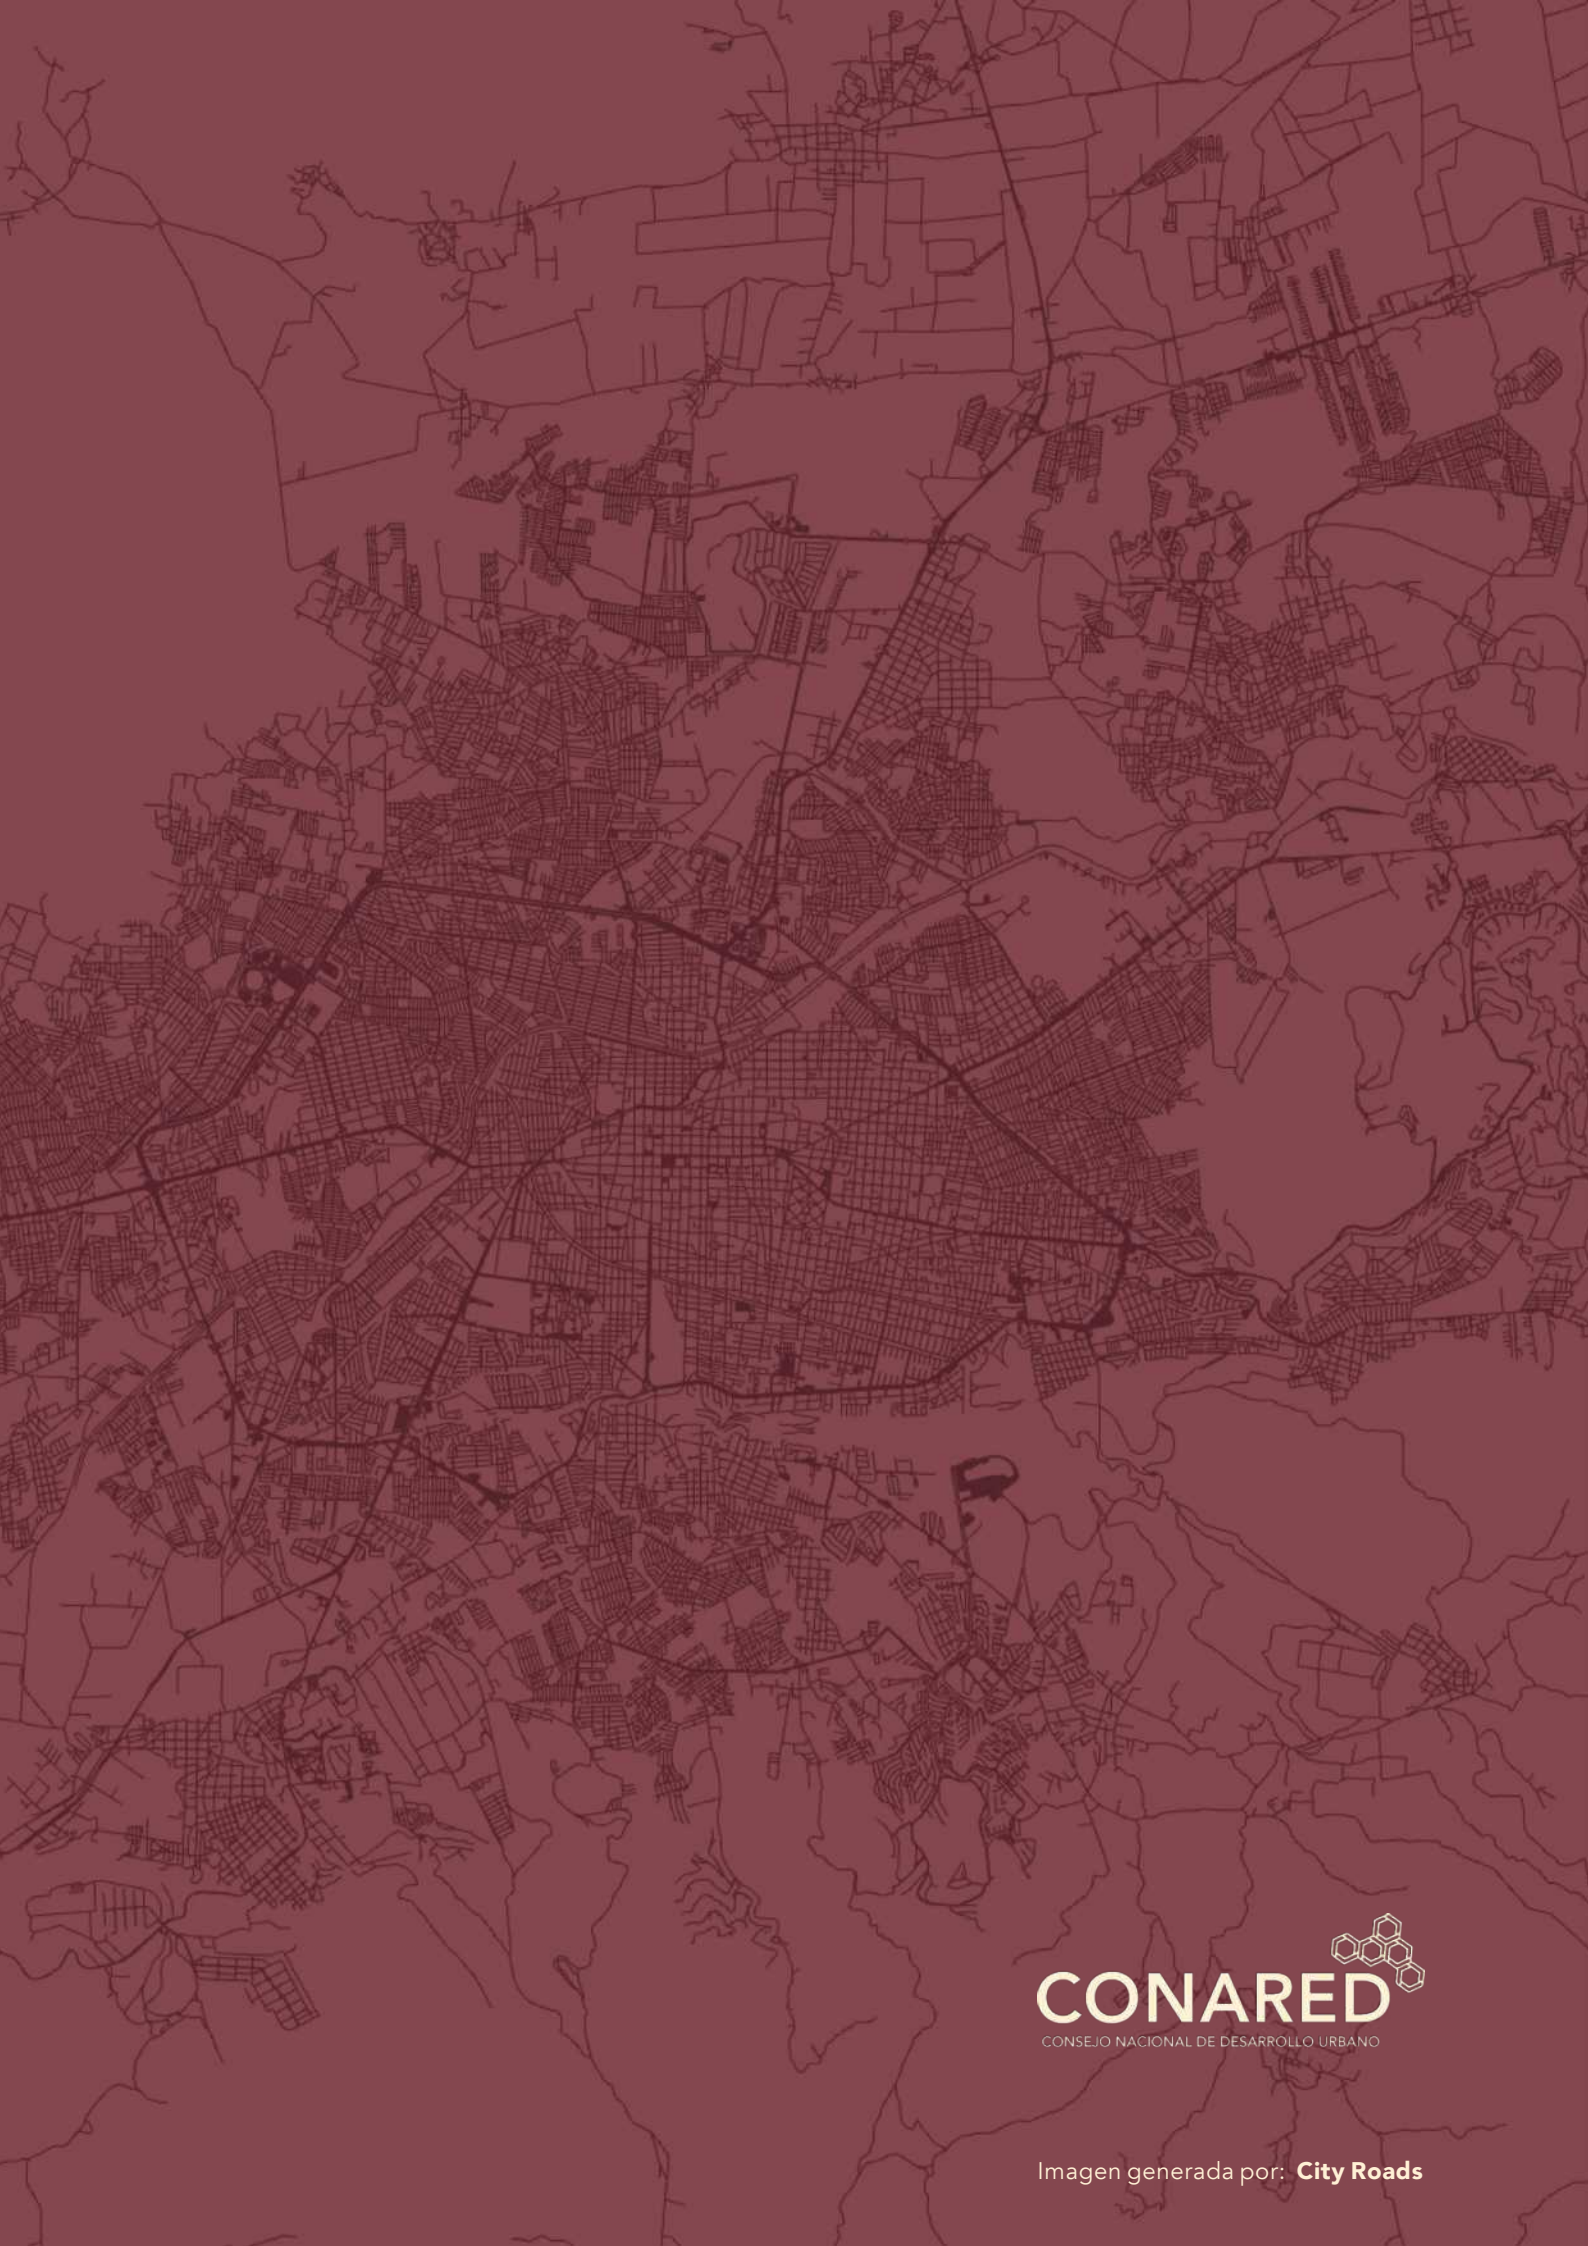 CONARED
CONSEJO NACIONAL DE DESARROLLO URBANO
Imagen generada por: City Roads